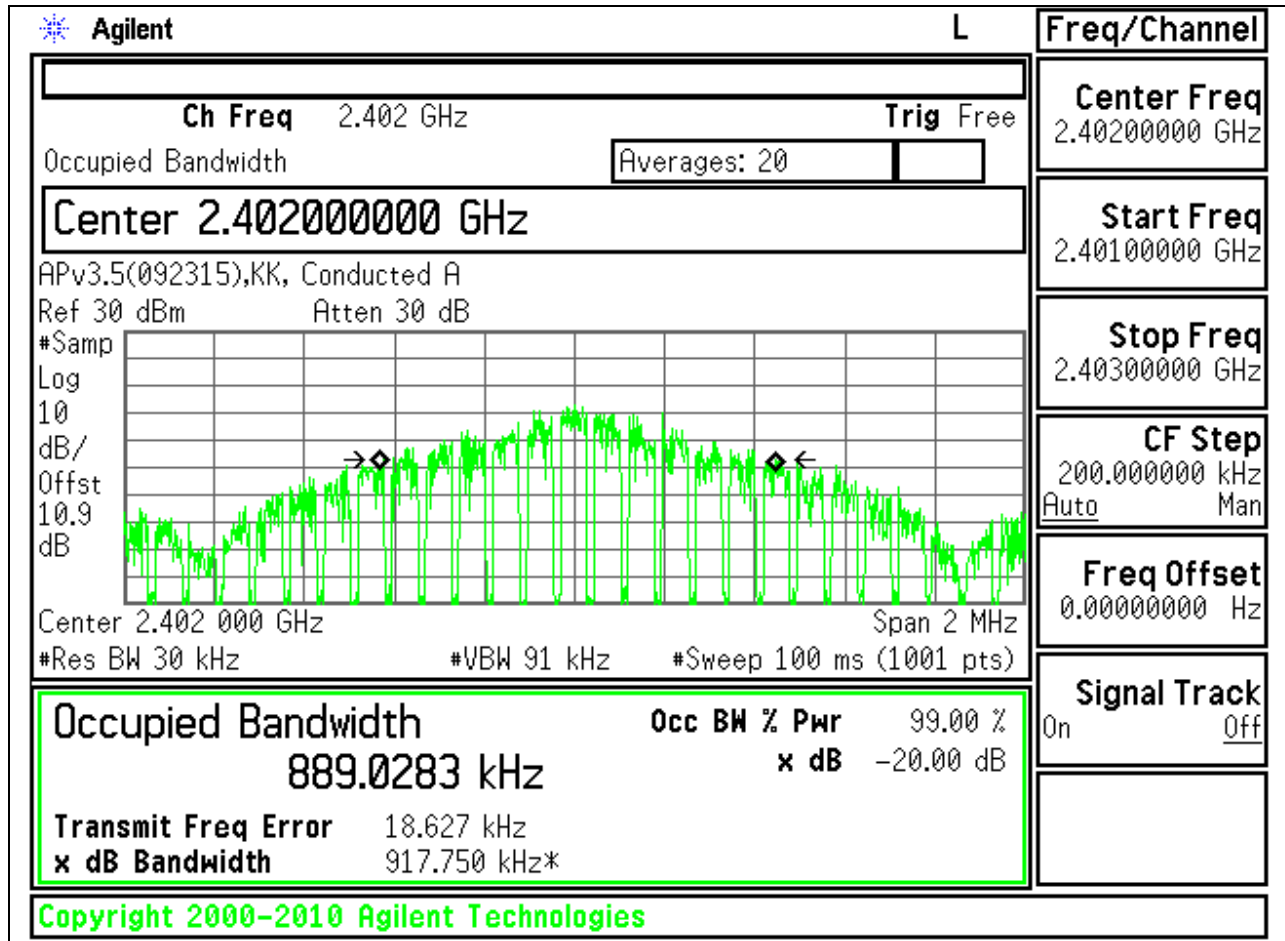 Agilent L
Ch Freq 2.402 GHz Trig Free
Occupied Bandwidth Averages: 20
Center 2.402000000 GHz
APv3.5(092315),KK, Conducted A
Ref 30 dBm Atten 30 dB
#Samp
Log
10
dB/
Offst
10.9
dB
Center 2.402 000 GHz Span 2 MHz
#Res BW 30 kHz #VBW 91 kHz #Sweep 100 ms (1001 pts)
Occupied Bandwidth Occ BW % Pwr 99.00 %
889.0283 kHz x dB -20.00 dB
Transmit Freq Error 18.627 kHz
x dB Bandwidth 917.750 kHz*
Copyright 2000-2010 Agilent Technologies
Freq/Channel
Center Freq
2.40200000 GHz
Start Freq
2.40100000 GHz
Stop Freq
2.40300000 GHz
CF Step
200.000000 kHz
Auto Man
Freq Offset
0.00000000 Hz
Signal Track
On Off